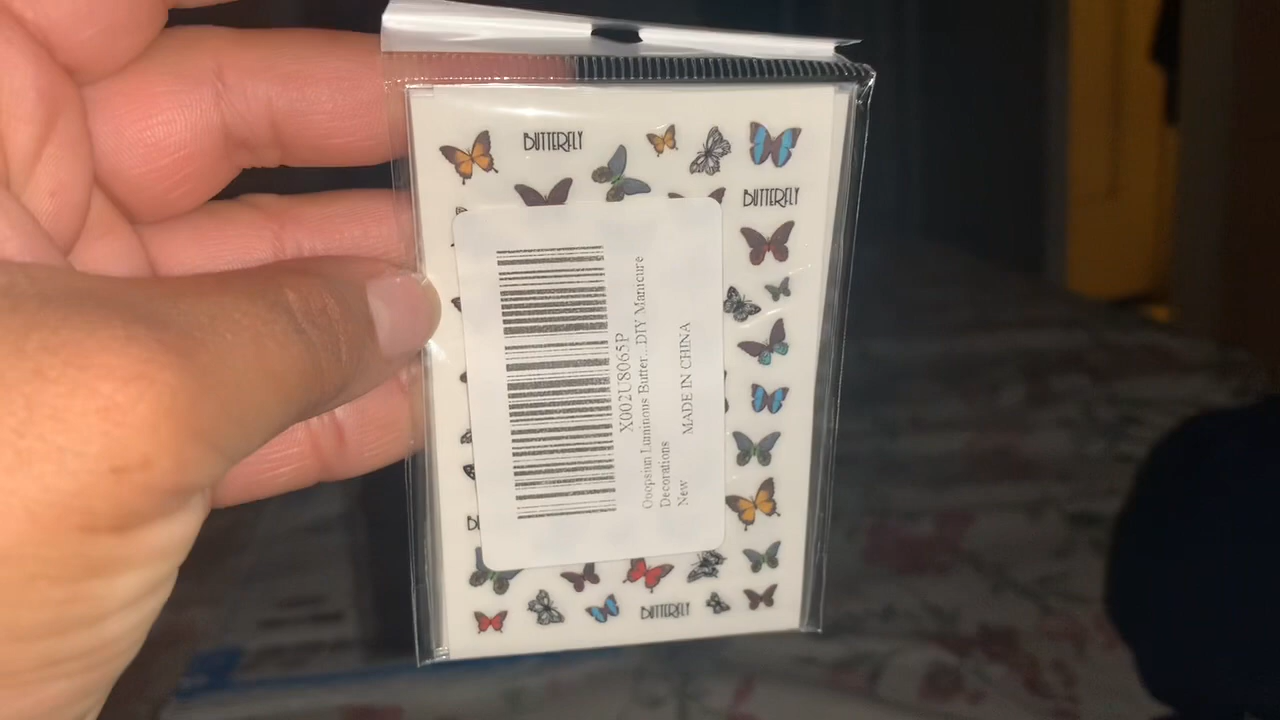 BUTTERFLY
BUTTERFLY
X002U8065P
Ooopsiun Luminous Butter...DIY Manicure
Decorations
New
MADE IN CHINA
BUTTERFLY